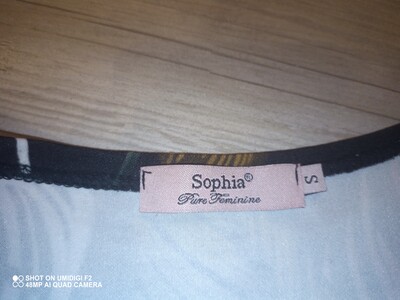 Sophia®
Pure Feminine
S
SHOT ON UMIDIGI F2
48MP AI QUAD CAMERA